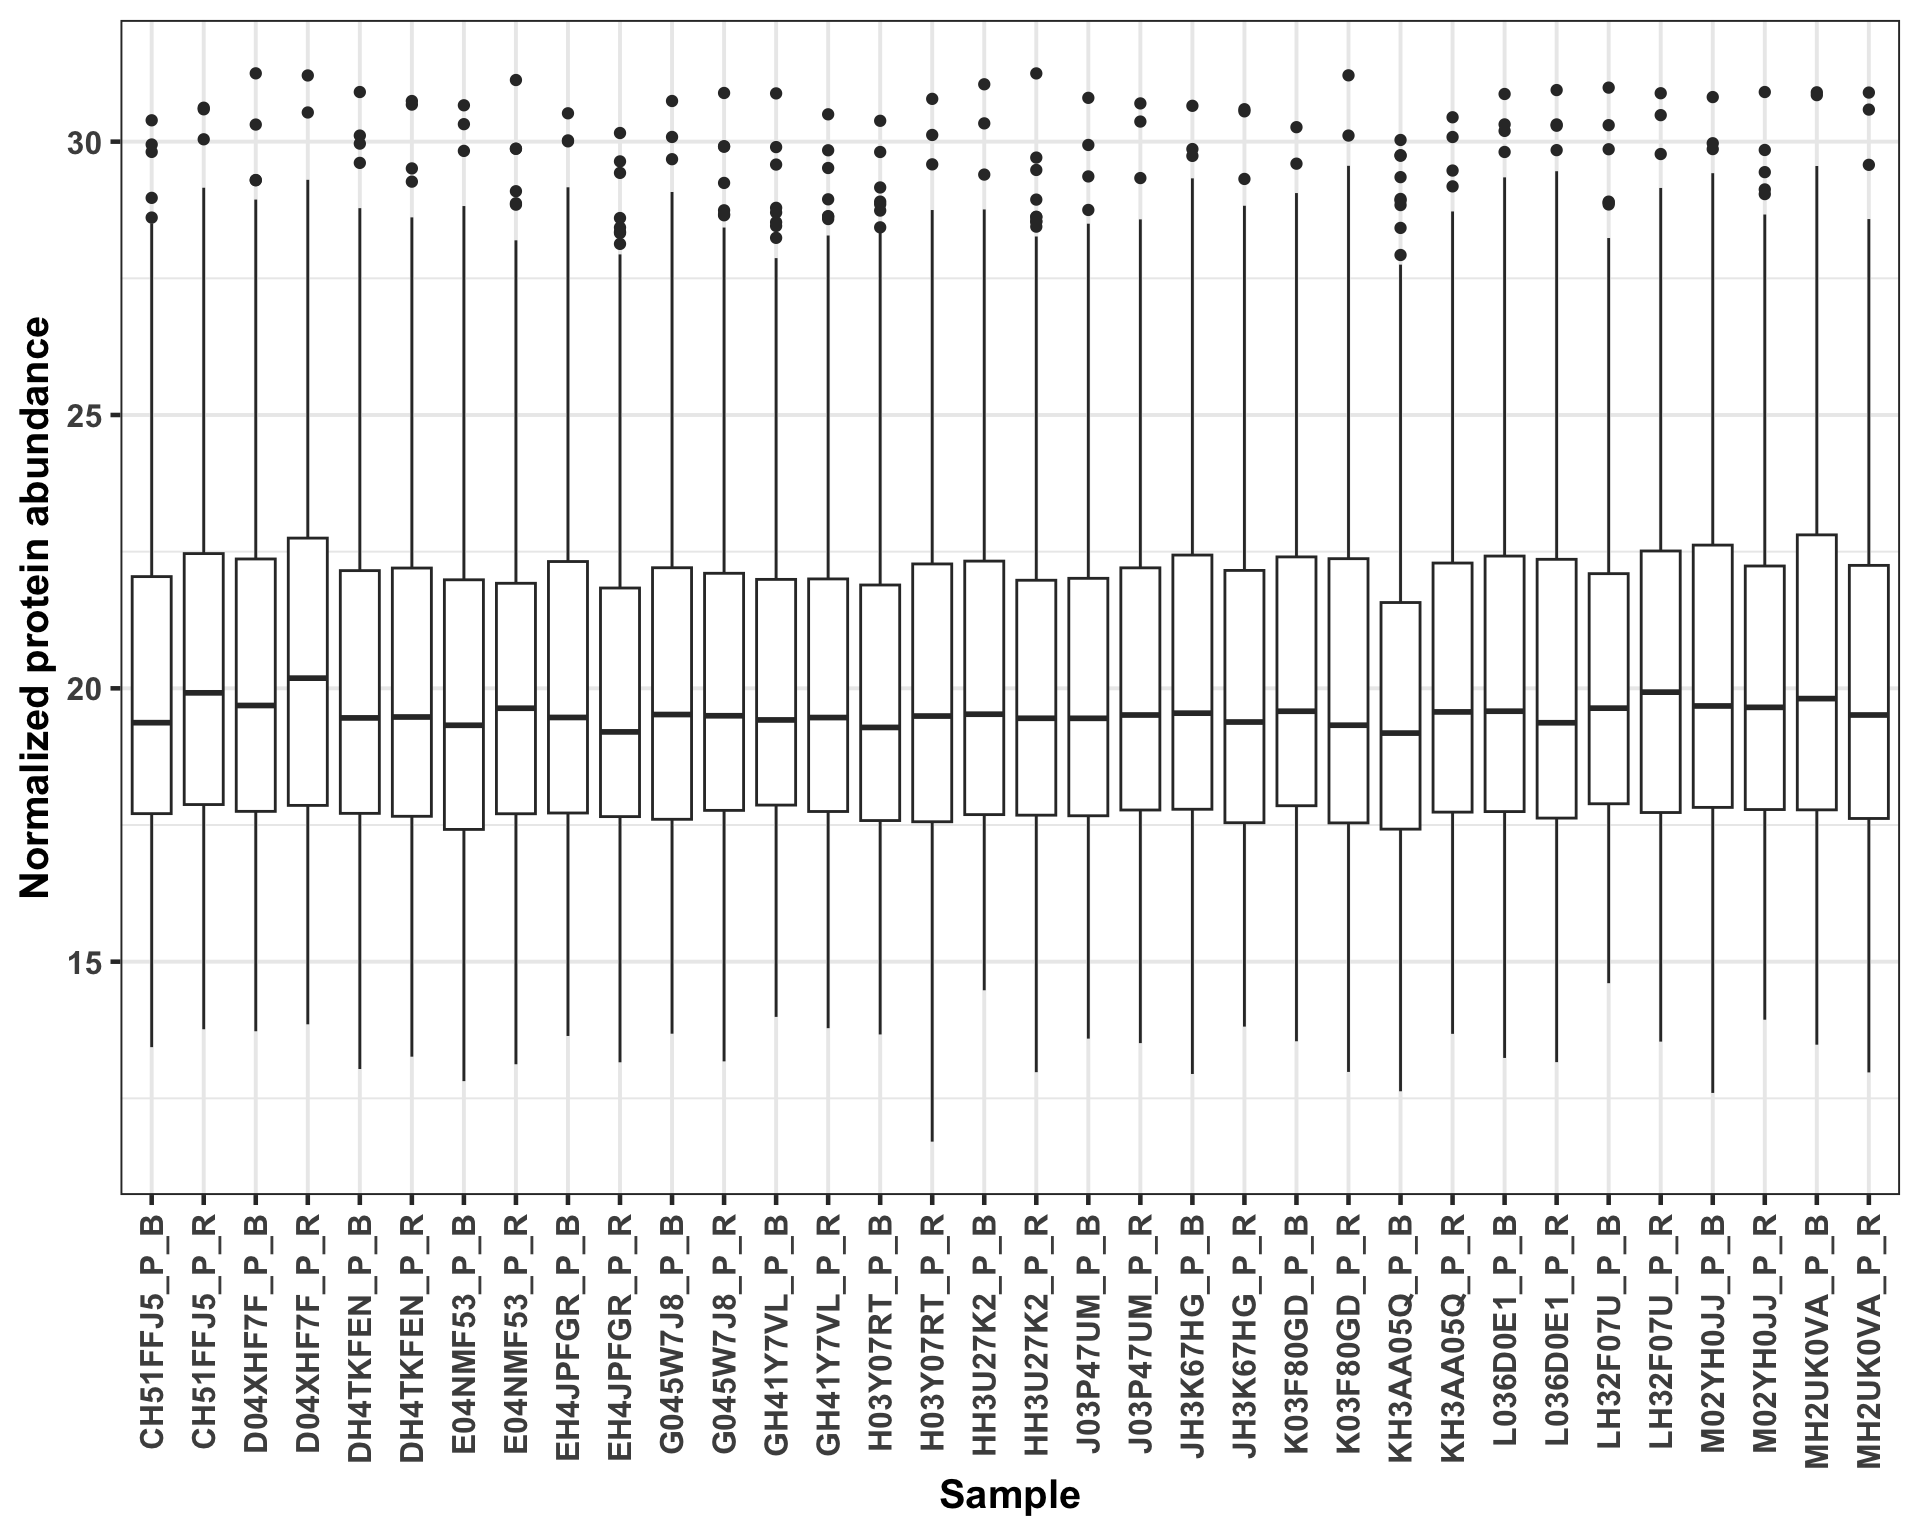 Normalized protein abundance
30
25
20
15
CH51FFJ5_P_B
CH51FFJ5_P_R
D04XHF7F_P_B
D04XHF7F_P_R
DH4TKFEN_P_B
DH4TKFEN_P_R
E04NMF53_P_B
E04NMF53_P_R
EH4JPFGR_P_B
EH4JPFGR_P_R
G045W7J8_P_B
G045W7J8_P_R
GH41Y7VL_P_B
GH41Y7VL_P_R
H03Y07RT_P_B
H03Y07RT_P_R
HH3U27K2_P_B
HH3U27K2_P_R
J03P47UM_P_B
J03P47UM_P_R
JH3K67HG_P_B
JH3K67HG_P_R
K03F80GD_P_B
K03F80GD_P_R
KH3AA05Q_P_B
KH3AA05Q_P_R
L036D0E1_P_B
L036D0E1_P_R
LH32F07U_P_B
LH32F07U_P_R
M02YH0JJ_P_B
M02YH0JJ_P_R
MH2UK0VA_P_B
MH2UK0VA_P_R
Sample